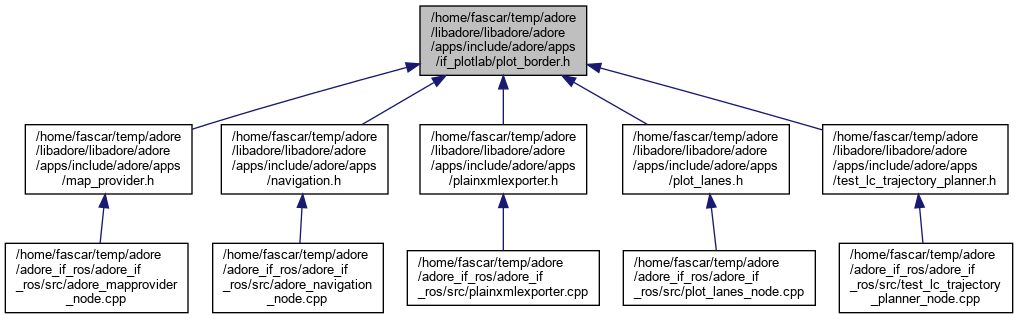 /home/fascar/temp/adore
/libadore/libadore/adore
/apps/include/adore/apps
/if_plotlab/plot_border.h
/home/fascar/temp/adore
/libadore/libadore/adore
/apps/include/adore/apps
/map_provider.h
/home/fascar/temp/adore
/libadore/libadore/adore
/apps/include/adore/apps
/navigation.h
/home/fascar/temp/adore
/libadore/libadore/adore
/apps/include/adore/apps
/plainxmlexporter.h
/home/fascar/temp/adore
/libadore/libadore/adore
/apps/include/adore/apps
/plot_lanes.h
/home/fascar/temp/adore
/libadore/libadore/adore
/apps/include/adore/apps
/test_lc_trajectory_planner.h
/home/fascar/temp/adore
/adore_if_ros/adore_if
_ros/src/adore_mapprovider
_node.cpp
/home/fascar/temp/adore
/adore_if_ros/adore_if
_ros/src/adore_navigation
_node.cpp
/home/fascar/temp/adore
/adore_if_ros/adore_if
_ros/src/plainxmlexporter.cpp
/home/fascar/temp/adore
/adore_if_ros/adore_if
_ros/src/plot_lanes_node.cpp
/home/fascar/temp/adore
/adore_if_ros/adore_if
_ros/src/test_lc_trajectory
_planner_node.cpp